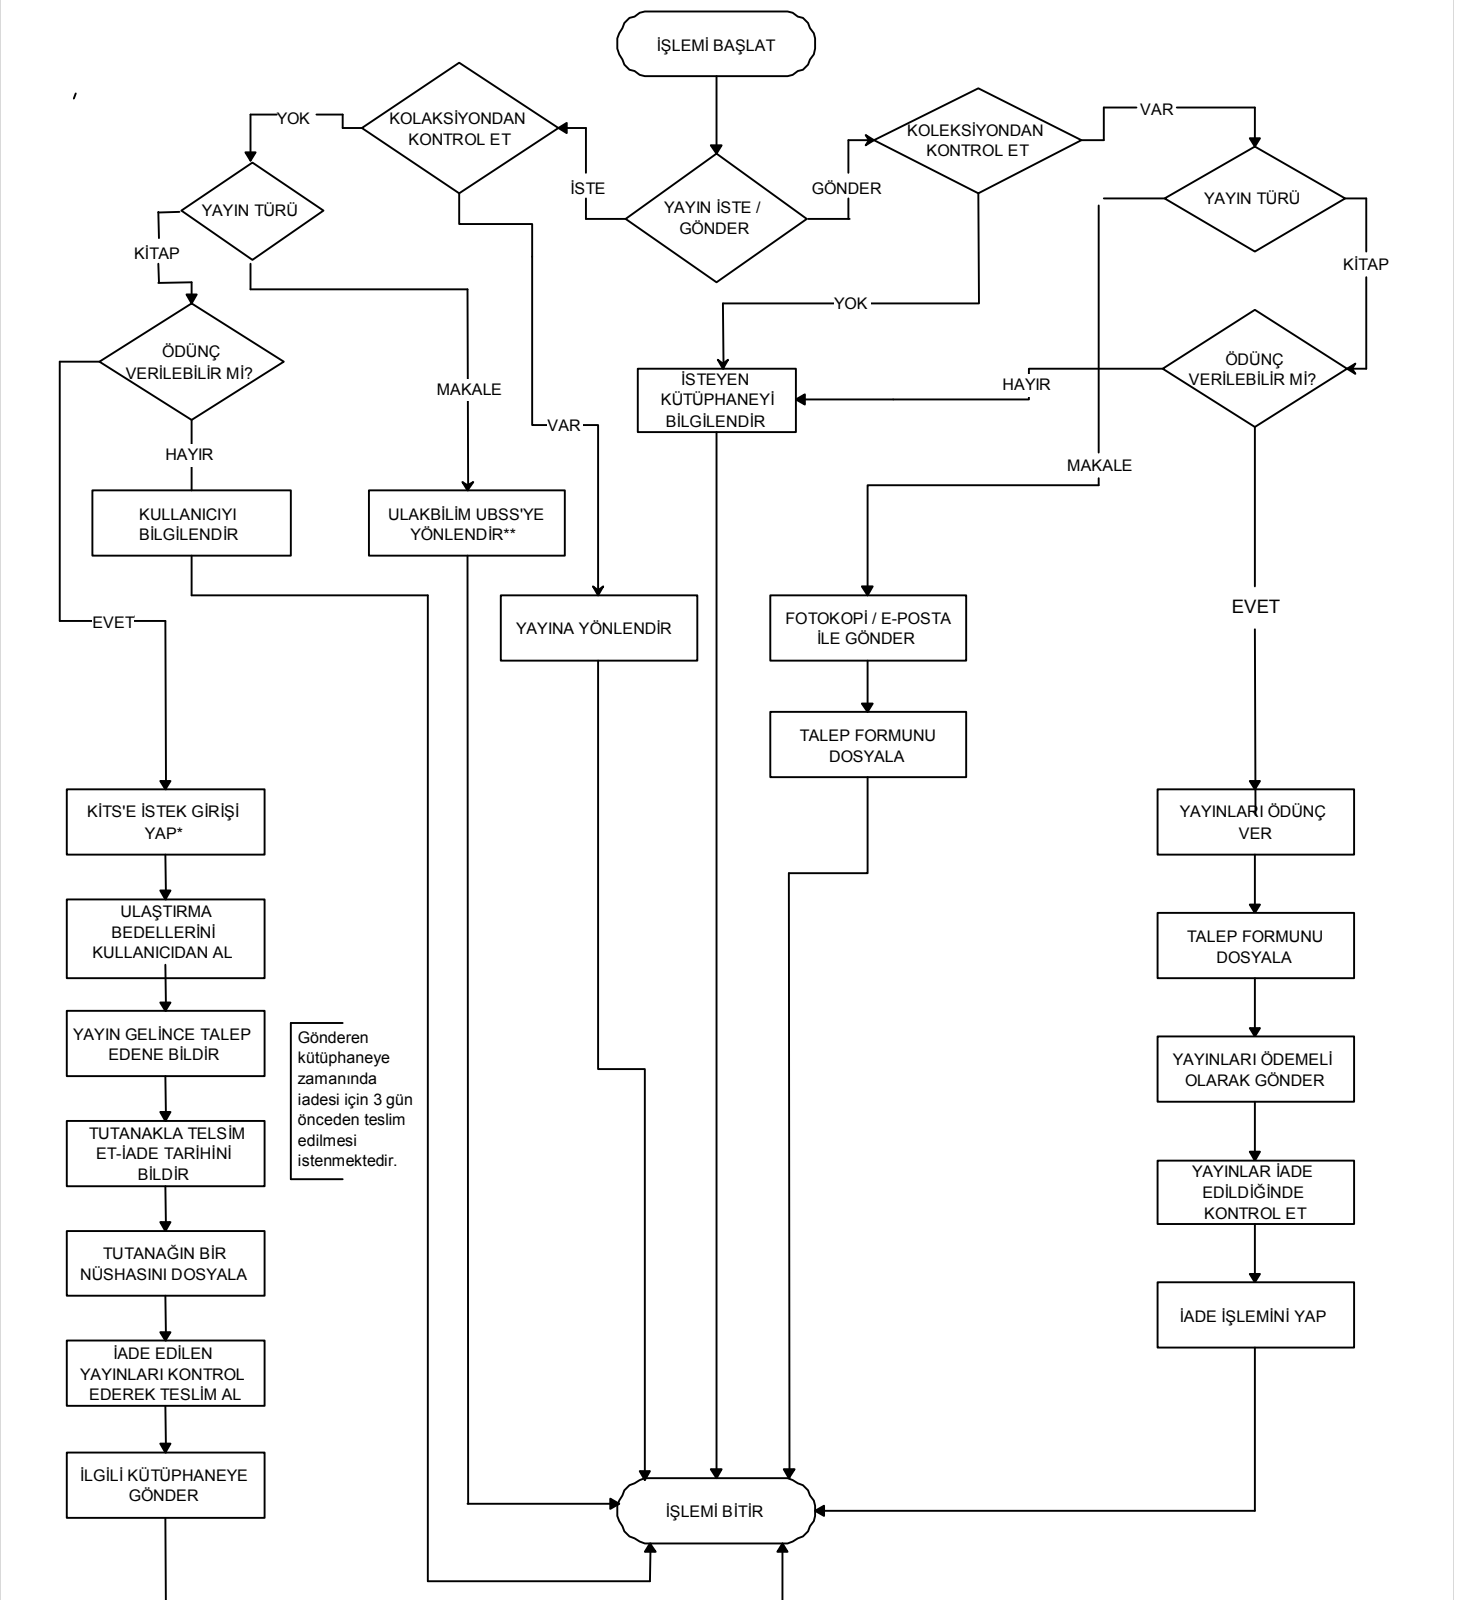 İŞLEMİ BAŞLAT
KOLAKSİYONDAN
KONTROL ET
KOLEKSİYONDAN
KONTROL ET
YOK
VAR
İSTE
GÖNDER
YAYIN İSTE /
GÖNDER
YAYIN TÜRÜ
YAYIN TÜRÜ
KİTAP
KİTAP
YOK
ÖDÜNÇ
VERİLEBİLİR Mİ?
ÖDÜNÇ
VERİLEBİLİR Mİ?
İSTEYEN
KÜTÜPHANEYİ
BİLGİLENDİR
HAYIR
MAKALE
VAR
HAYIR
MAKALE
KULLANICIYI
BİLGİLENDİR
ULAKBİLİM UBSS'YE
YÖNLENDİR**
EVET
EVET
YAYINA YÖNLENDİR
FOTOKOPİ / E-POSTA
İLE GÖNDER
TALEP FORMUNU
DOSYALA
KİTS'E İSTEK GİRİŞİ
YAP*
YAYINLARI ÖDÜNÇ
VER
ULAŞTIRMA
BEDELLERİNİ
KULLANICIDAN AL
TALEP FORMUNU
DOSYALA
YAYIN GELİNCE TALEP
EDENE BİLDİR
Gönderen
kütüphaneye
zamanında
iadesi için 3 gün
önceden teslim
edilmesi
istenmektedir.
YAYINLARI ÖDEMELİ
OLARAK GÖNDER
TUTANAKLA TELSİM
ET-İADE TARİHİNİ
BİLDİR
YAYINLAR İADE
EDİLDİĞİNDE
KONTROL ET
TUTANAĞIN BİR
NÜSHASINI DOSYALA
İADE İŞLEMİNİ YAP
İADE EDİLEN
YAYINLARI KONTROL
EDEREK TESLİM AL
İLGİLİ KÜTÜPHANEYE
GÖNDER
İŞLEMİ BİTİR